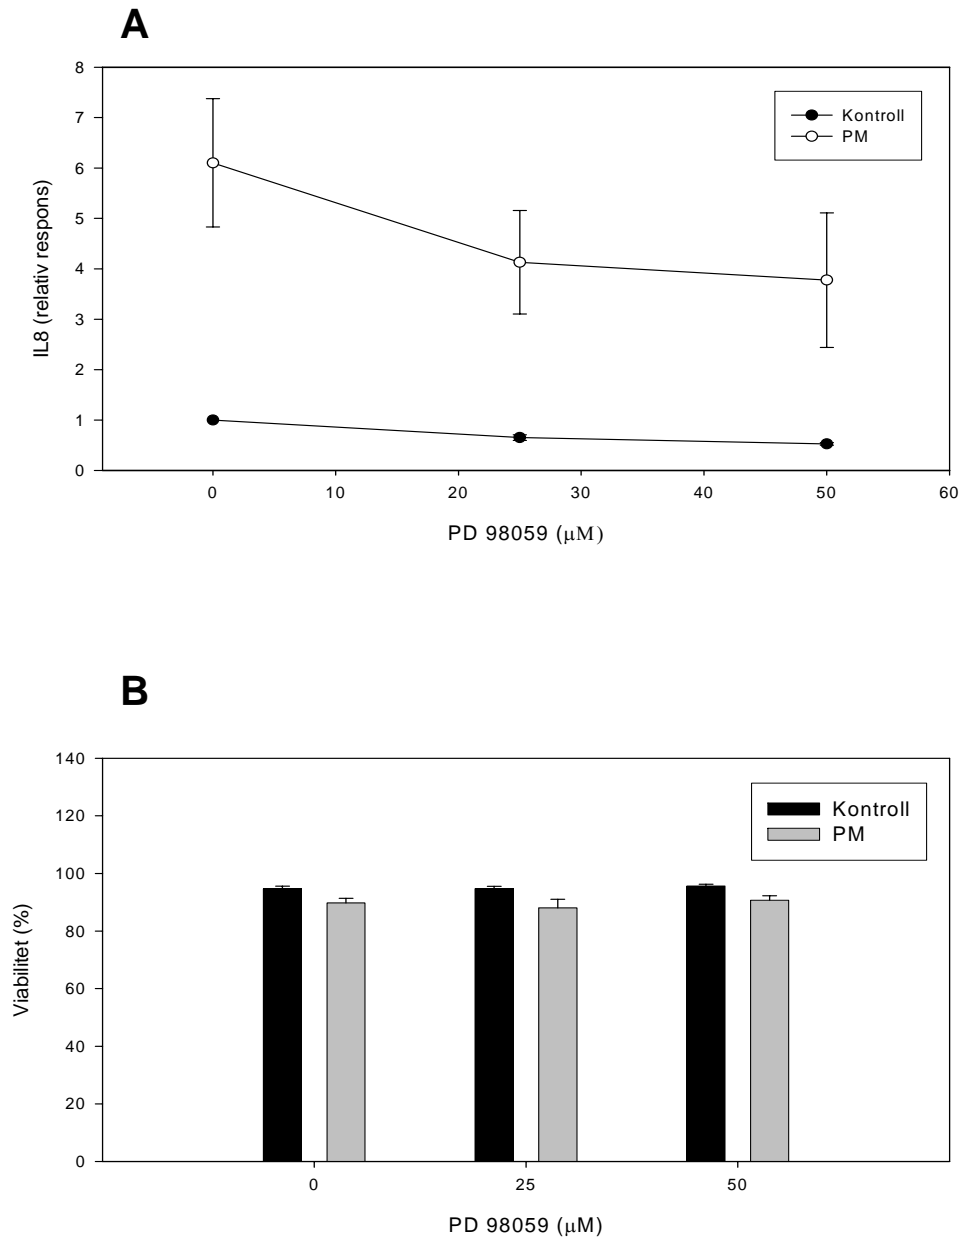 A
8
7
6
5
4
3
2
1
0
IL8 (relativ respons)
Kontroll
PM
0 10 20 30 40 50 60
PD 98059 (μM)
B
140
120
100
80
60
40
20
0
Viabilitet (%)
Kontroll
PM
0 25 50
PD 98059 (μM)